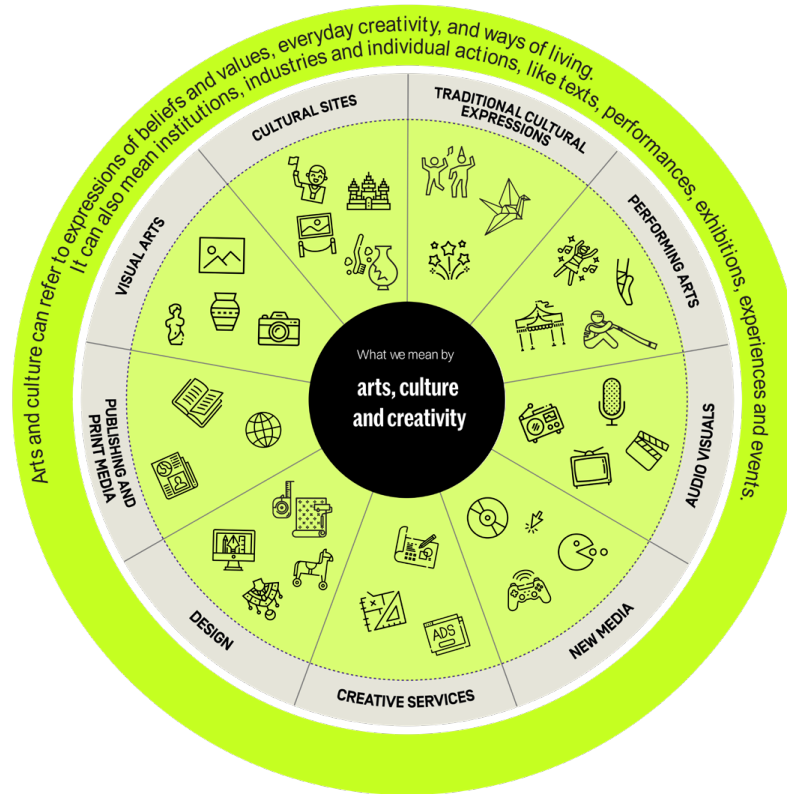 Arts and culture can refer to expressions of beliefs and values, everyday creativity, and ways of living.
It can also mean institutions, industries and individual actions, like texts, performances, exhibitions, experiences and events.
CULTURAL SITES
TRADITIONAL CULTURAL
EXPRESSIONS
PERFORMING ARTS
AUDIO VISUALS
NEW MEDIA
CREATIVE SERVICES
DESIGN
PUBLISHING AND
PRINT MEDIA
VISUAL ARTS
What we mean by
arts, culture
and creativity
ADS